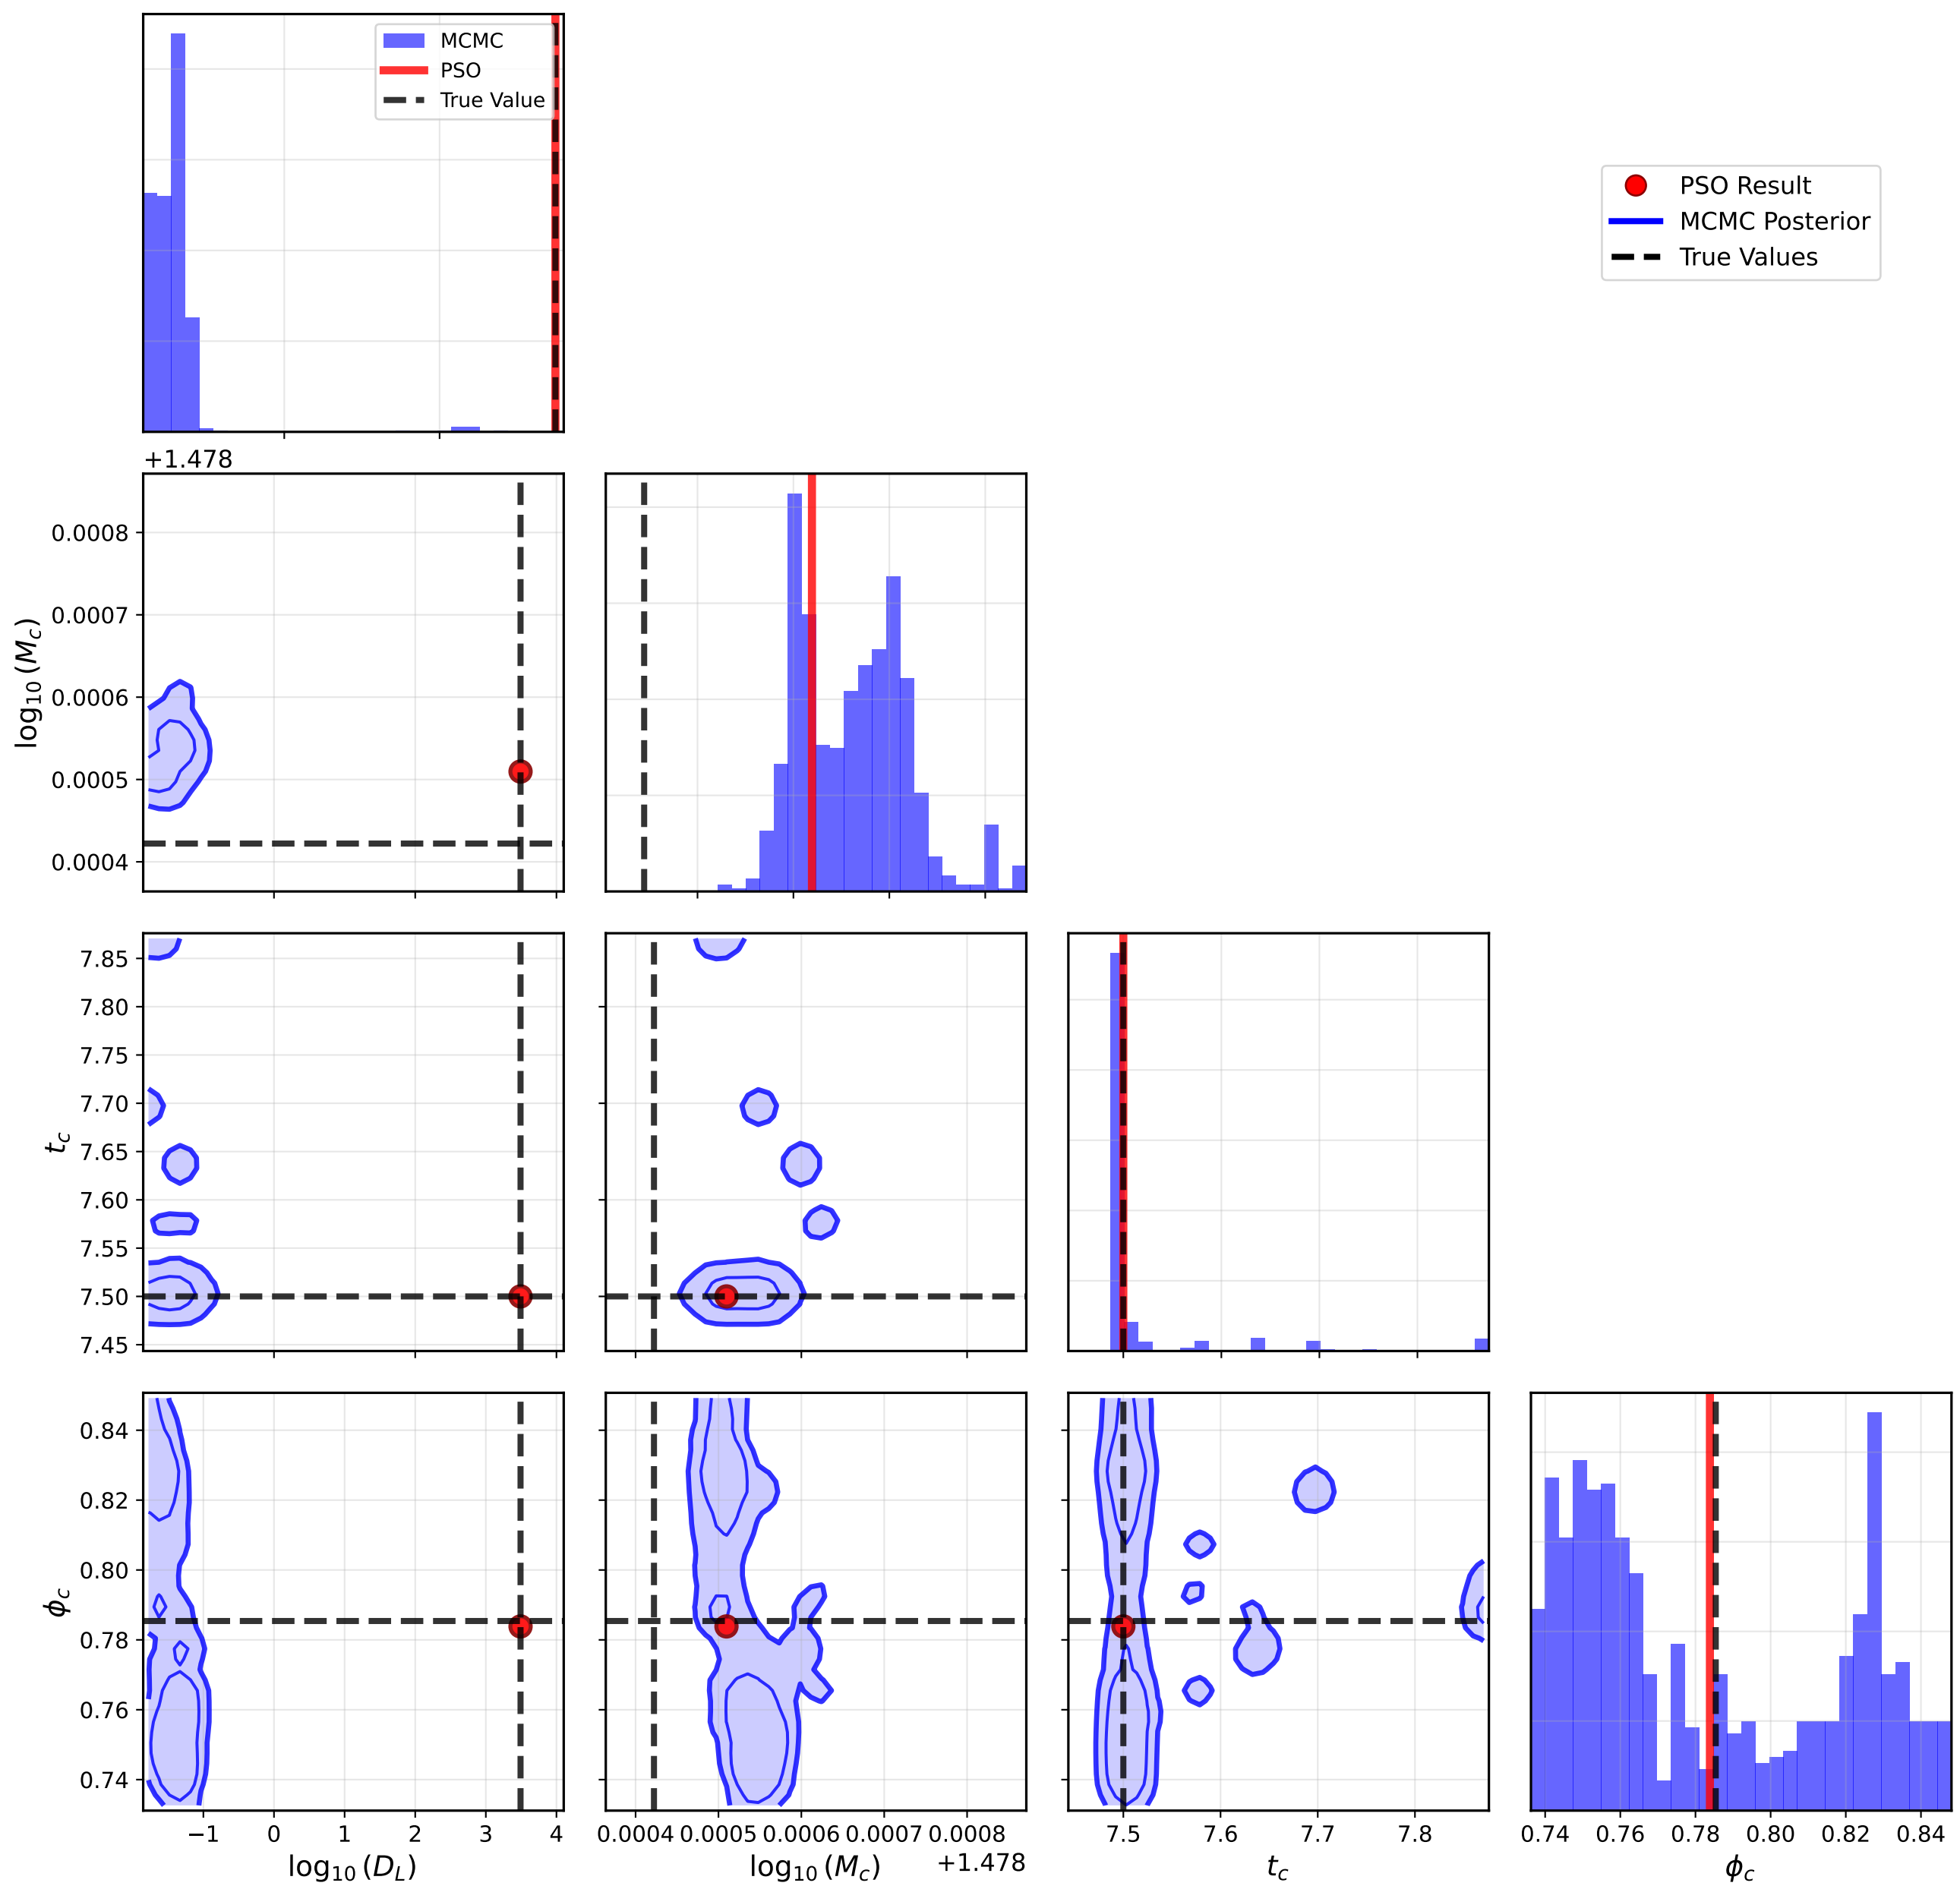 MCMC
PSO
True Value
PSO Result
MCMC Posterior
True Values
+1.478
0.0008
0.0007
0.0006
0.0005
0.0004
log₁₀(M_c)
7.85
7.80
7.75
7.70
7.65
7.60
7.55
7.50
7.45
t_c
0.84
0.82
0.80
0.78
0.76
0.74
ϕ_c
−1 0 1 2 3 4
log₁₀(D_L)
0.0004 0.0005 0.0006 0.0007 0.0008
log₁₀(M_c)
+1.478
7.5 7.6 7.7 7.8
t_c
0.74 0.76 0.78 0.80 0.82 0.84
ϕ_c